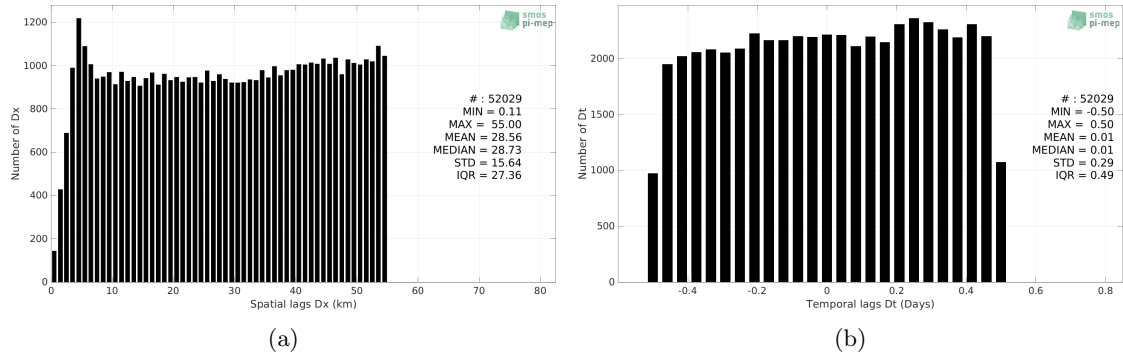 smos
pi-mep
1200
1000
800
600
400
200
0
Number of Dx
# : 52029
MIN = 0.11
MAX = 55.00
MEAN = 28.56
MEDIAN = 28.73
STD = 15.64
IQR = 27.36
0 10 20 30 40 50 60 70 80
Spatial lags Dx (km)
(a)
smos
pi-mep
2000
1500
1000
500
0
Number of Dt
# : 52029
MIN = -0.50
MAX = 0.50
MEAN = 0.01
MEDIAN = 0.01
STD = 0.29
IQR = 0.49
-0.4 -0.2 0 0.2 0.4 0.6 0.8
Temporal lags Dt (Days)
(b)